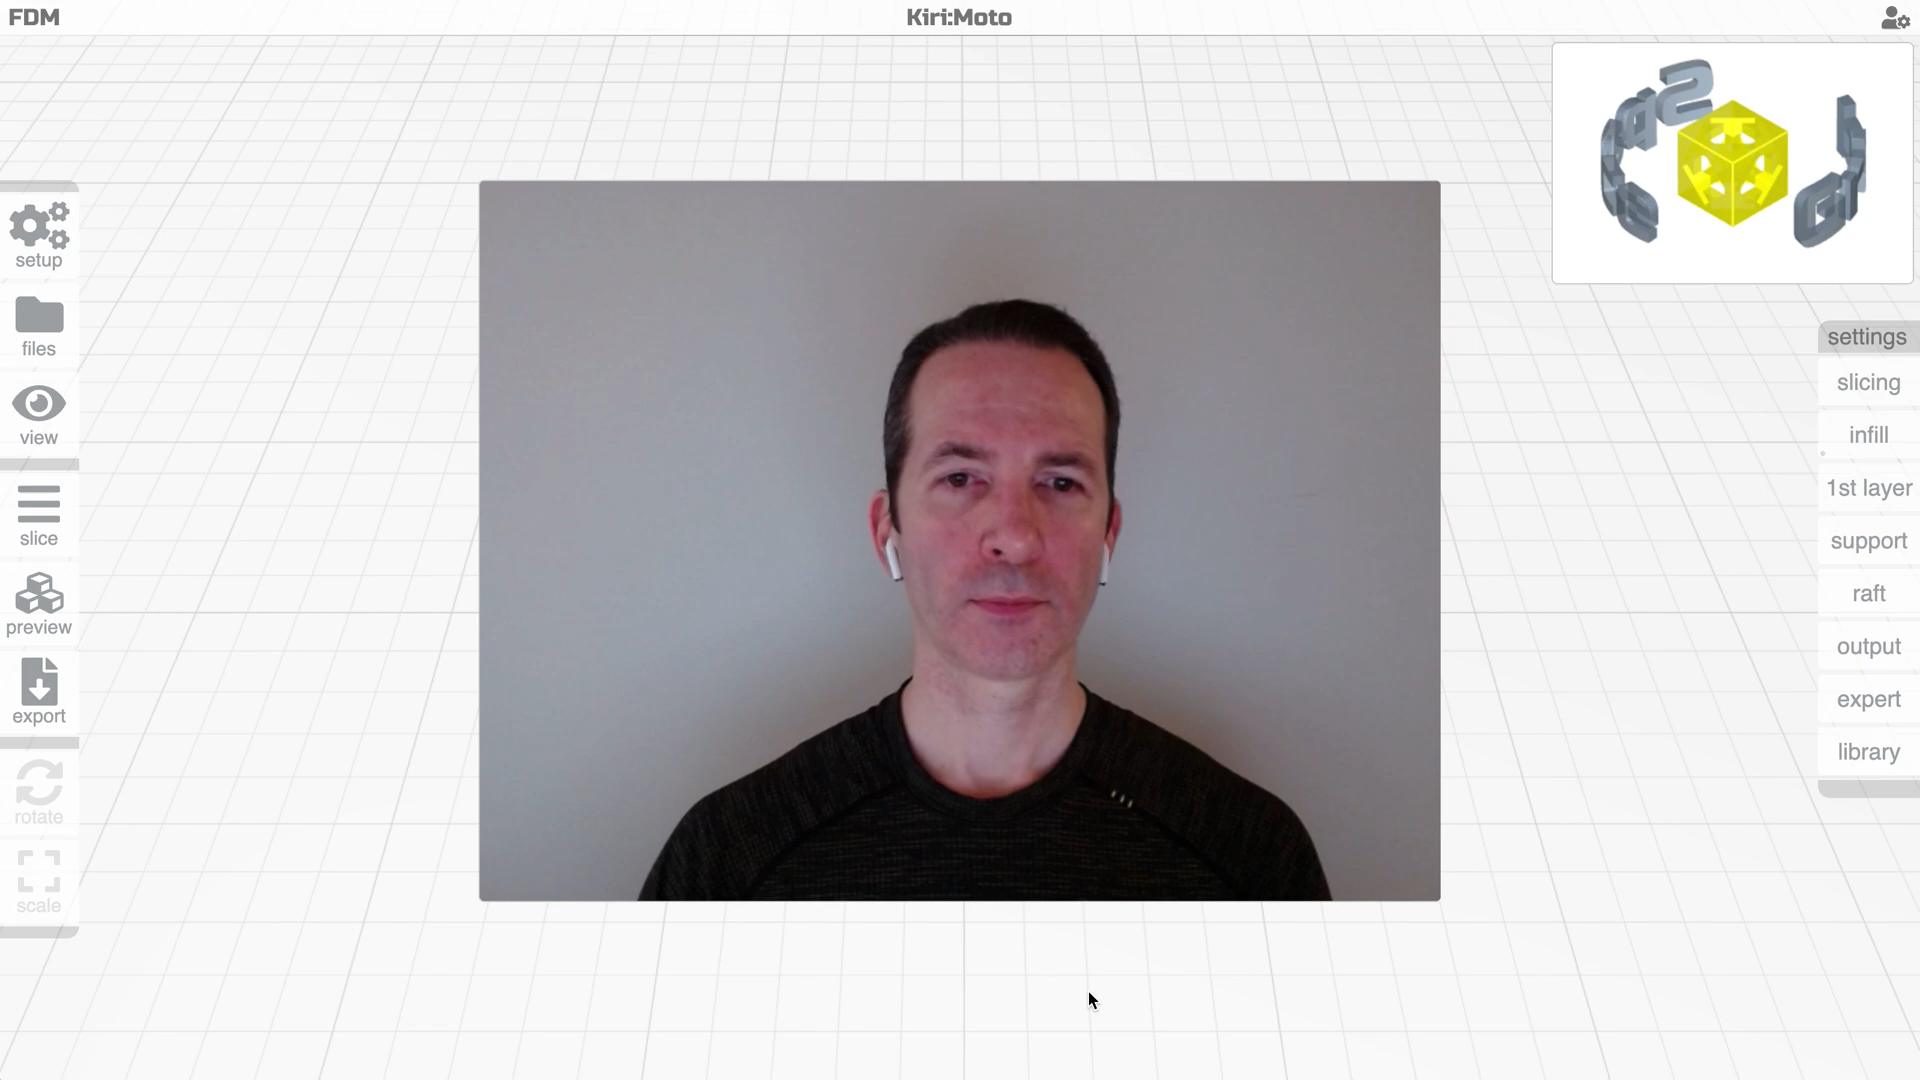 FDM
Kiri:Moto
setup
files
view
slice
preview
export
rotate
scale
settings
slicing
infill
1st layer
support
raft
output
expert
library